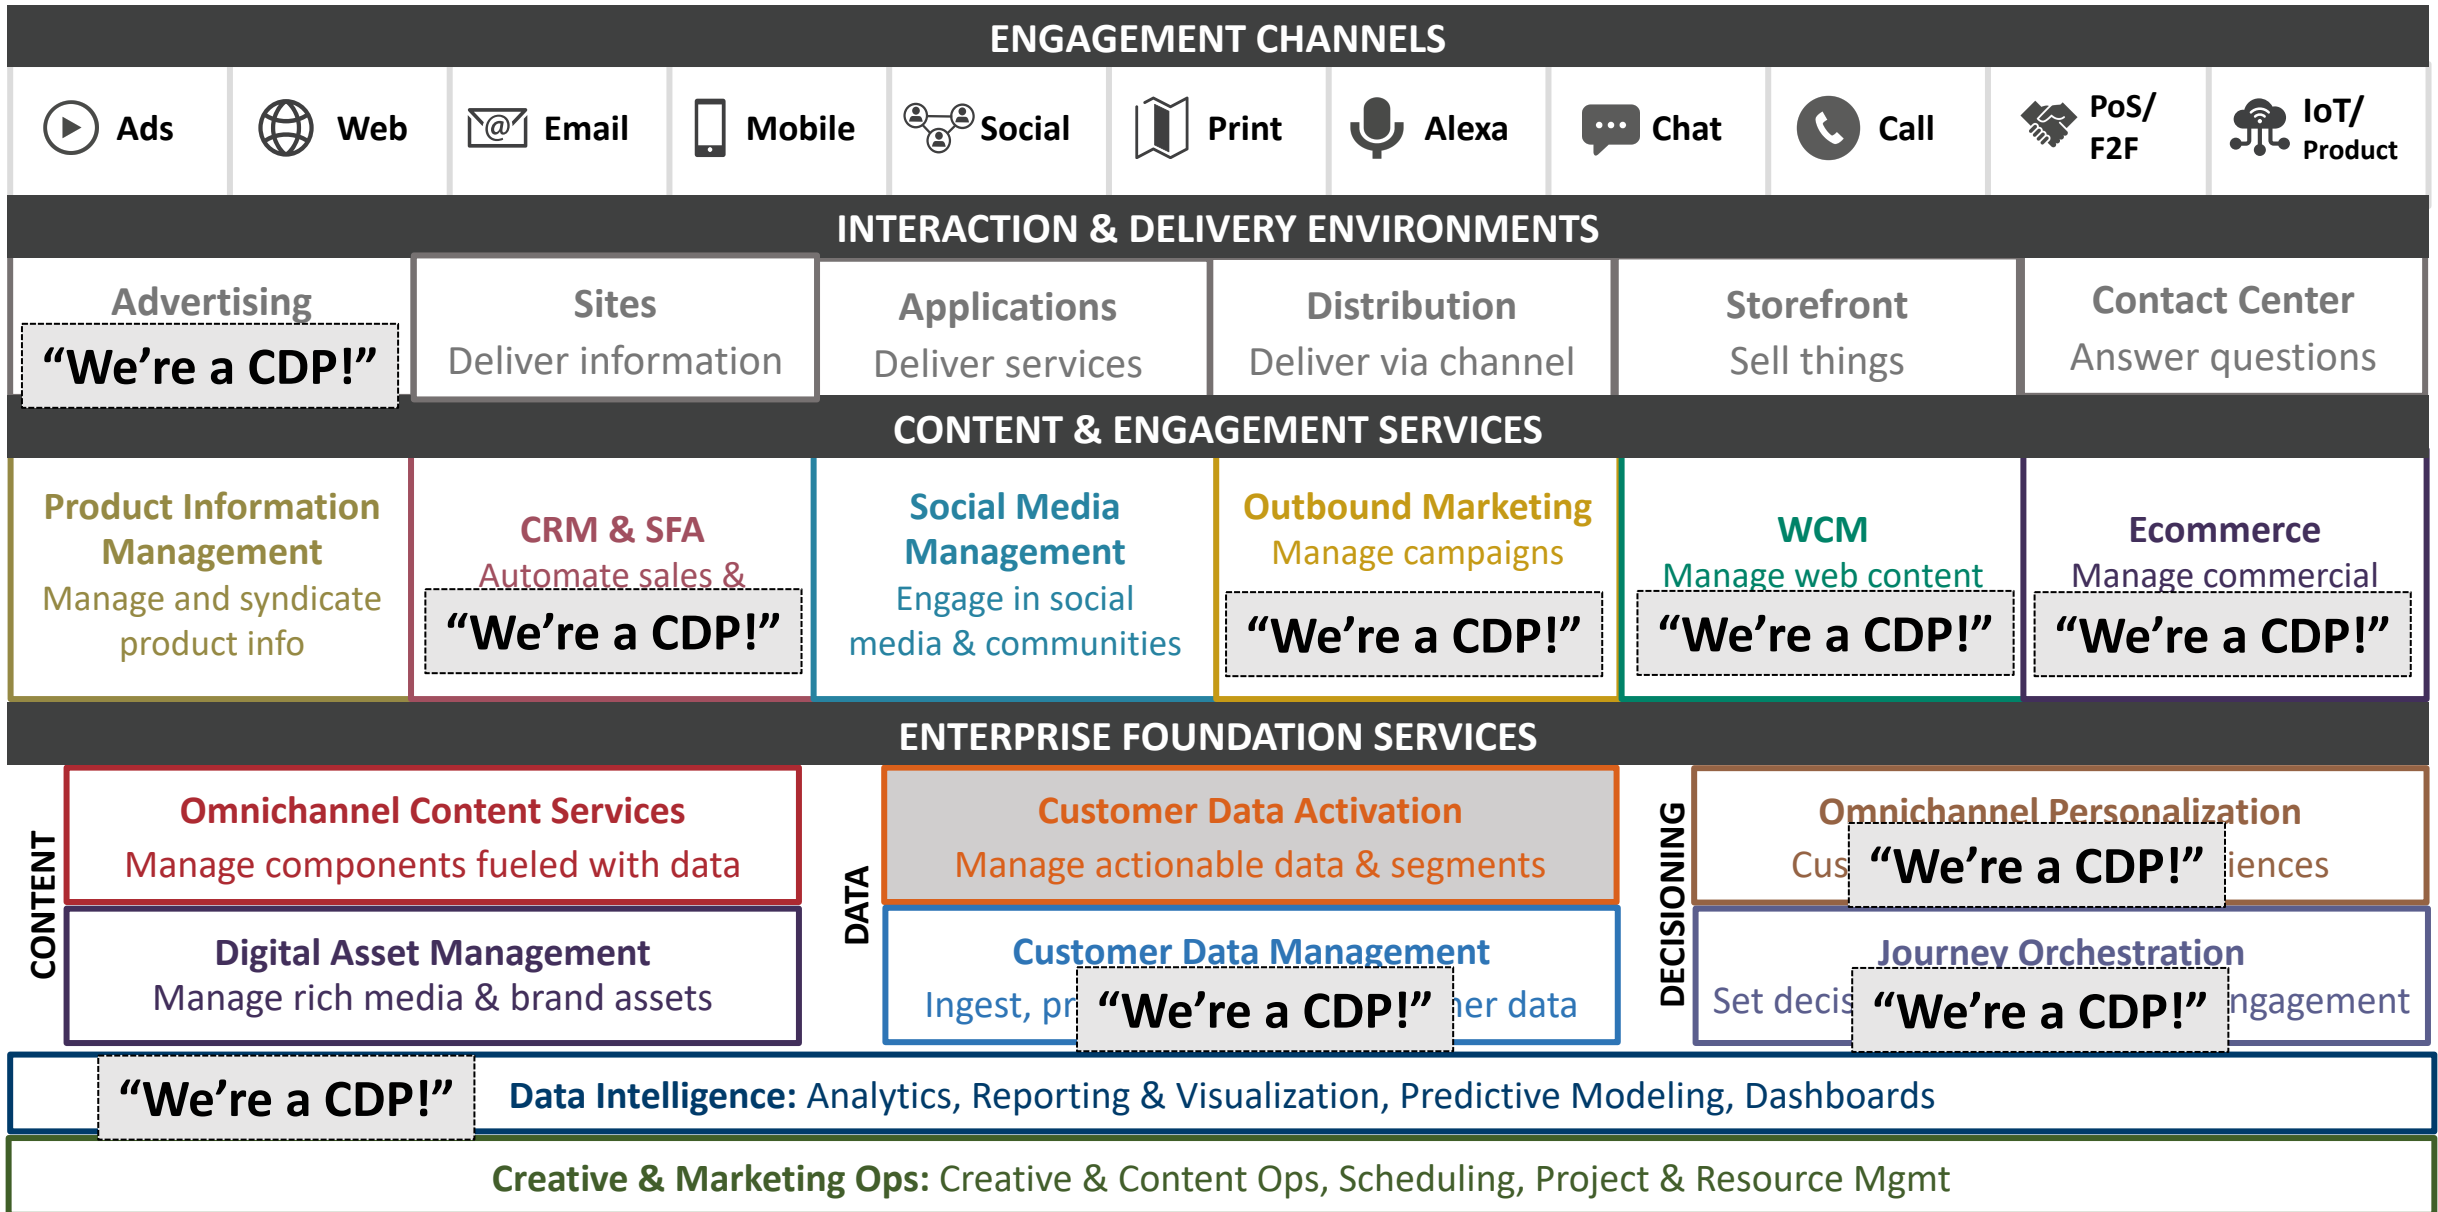 ENGAGEMENT CHANNELS
Ads
Web
Email
Mobile
Social
Print
Alexa
Chat
Call
PoS/
F2F
IoT/
Product
INTERACTION & DELIVERY ENVIRONMENTS
Advertising
“We’re a CDP!”
Sites
Deliver information
Applications
Deliver services
Distribution
Deliver via channel
Storefront
Sell things
Contact Center
Answer questions
CONTENT & ENGAGEMENT SERVICES
Product Information
Management
Manage and syndicate
product info
CRM & SFA
Automate sales &
“We’re a CDP!”
Social Media
Management
Engage in social
media & communities
Outbound Marketing
Manage campaigns
“We’re a CDP!”
WCM
Manage web content
“We’re a CDP!”
Ecommerce
Manage commercial
“We’re a CDP!”
ENTERPRISE FOUNDATION SERVICES
CONTENT
Omnichannel Content Services
Manage components fueled with data
Digital Asset Management
Manage rich media & brand assets
DATA
Customer Data Activation
Manage actionable data & segments
Customer Data Management
Ingest,
“We’re a CDP!”
data
DECISIONING
Omnichannel Personalization
“We’re a CDP!”
Journey Orchestration
Set
“We’re a CDP!”
“We’re a CDP!”
Data Intelligence: Analytics, Reporting & Visualization, Predictive Modeling, Dashboards
Creative & Marketing Ops: Creative & Content Ops, Scheduling, Project & Resource Mgmt